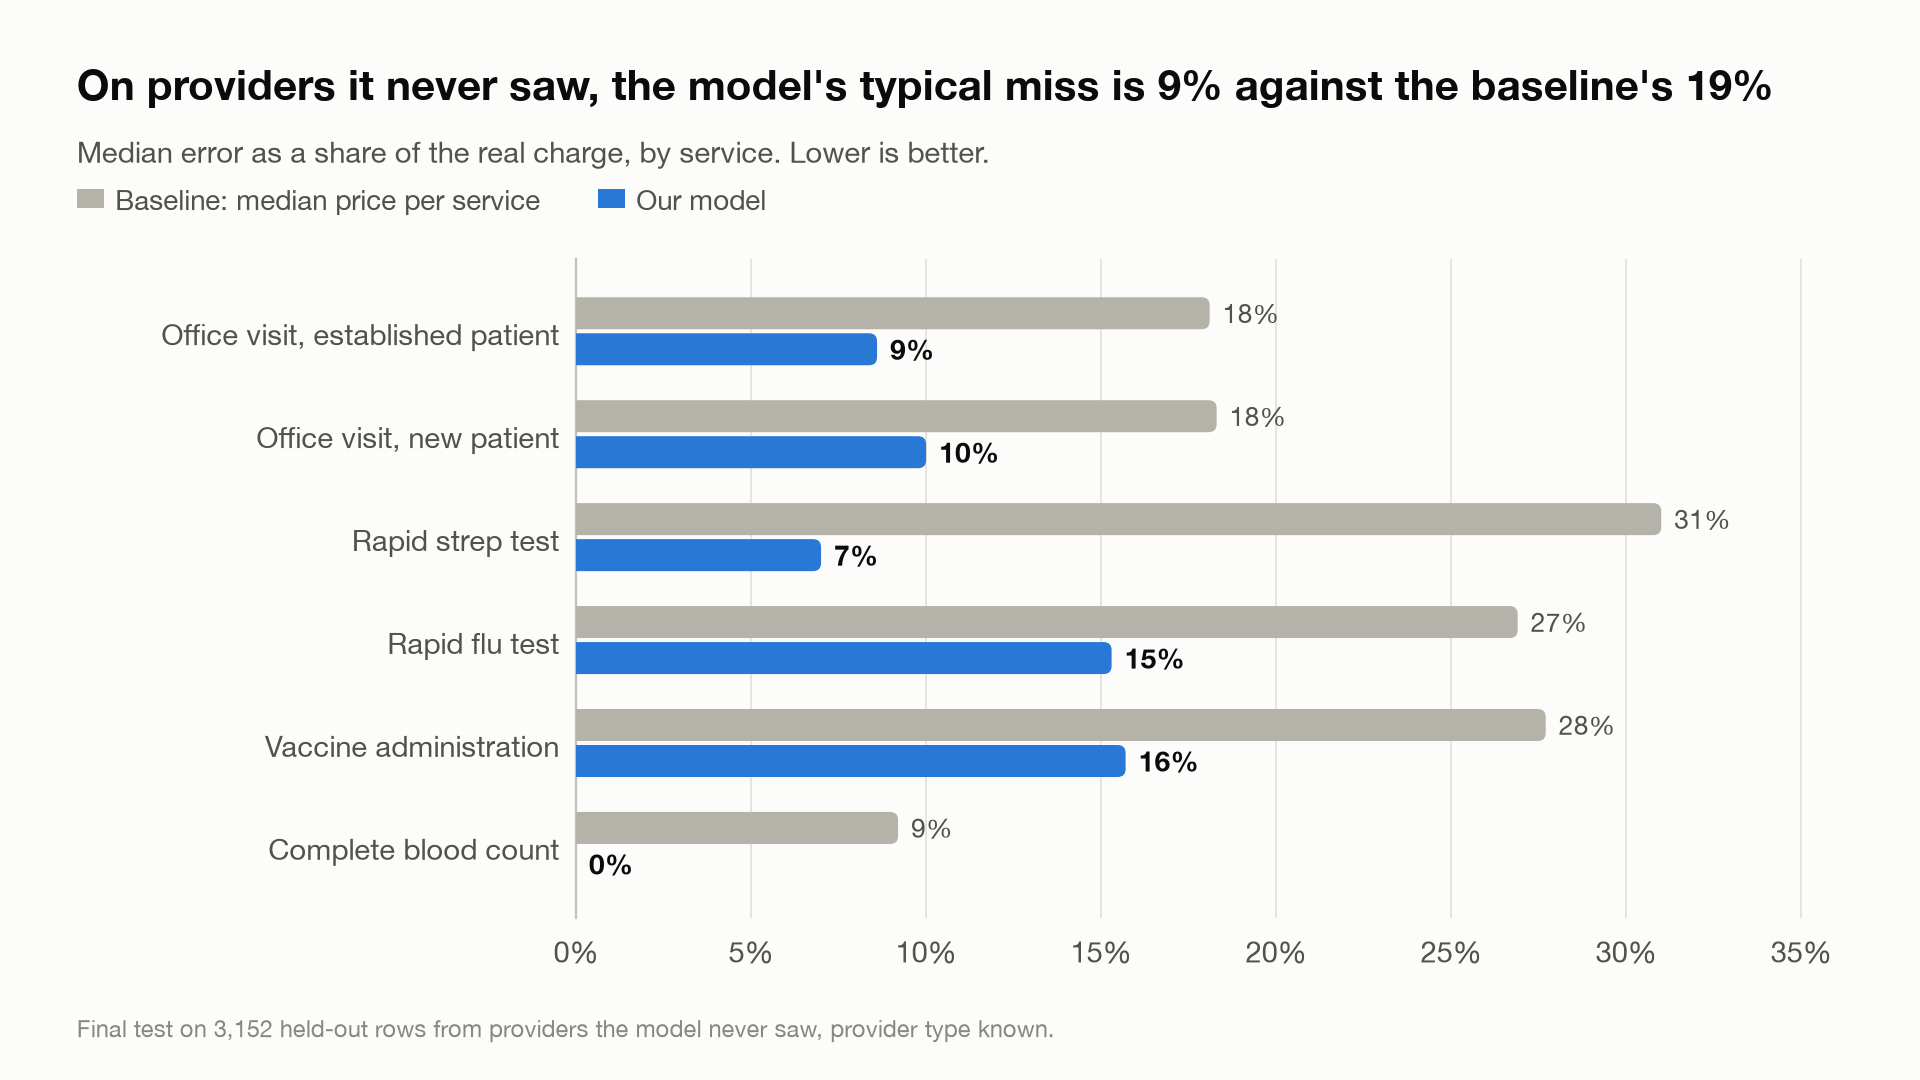 On providers it never saw, the model's typical miss is 9% against the baseline's 19%
Median error as a share of the real charge, by service. Lower is better.
Baseline: median price per service
Our model
Office visit, established patient
18%
9%
Office visit, new patient
18%
10%
Rapid strep test
31%
7%
Rapid flu test
27%
15%
Vaccine administration
28%
16%
Complete blood count
9%
0%
0%
5%
10%
15%
20%
25%
30%
35%
Final test on 3,152 held-out rows from providers the model never saw, provider type known.